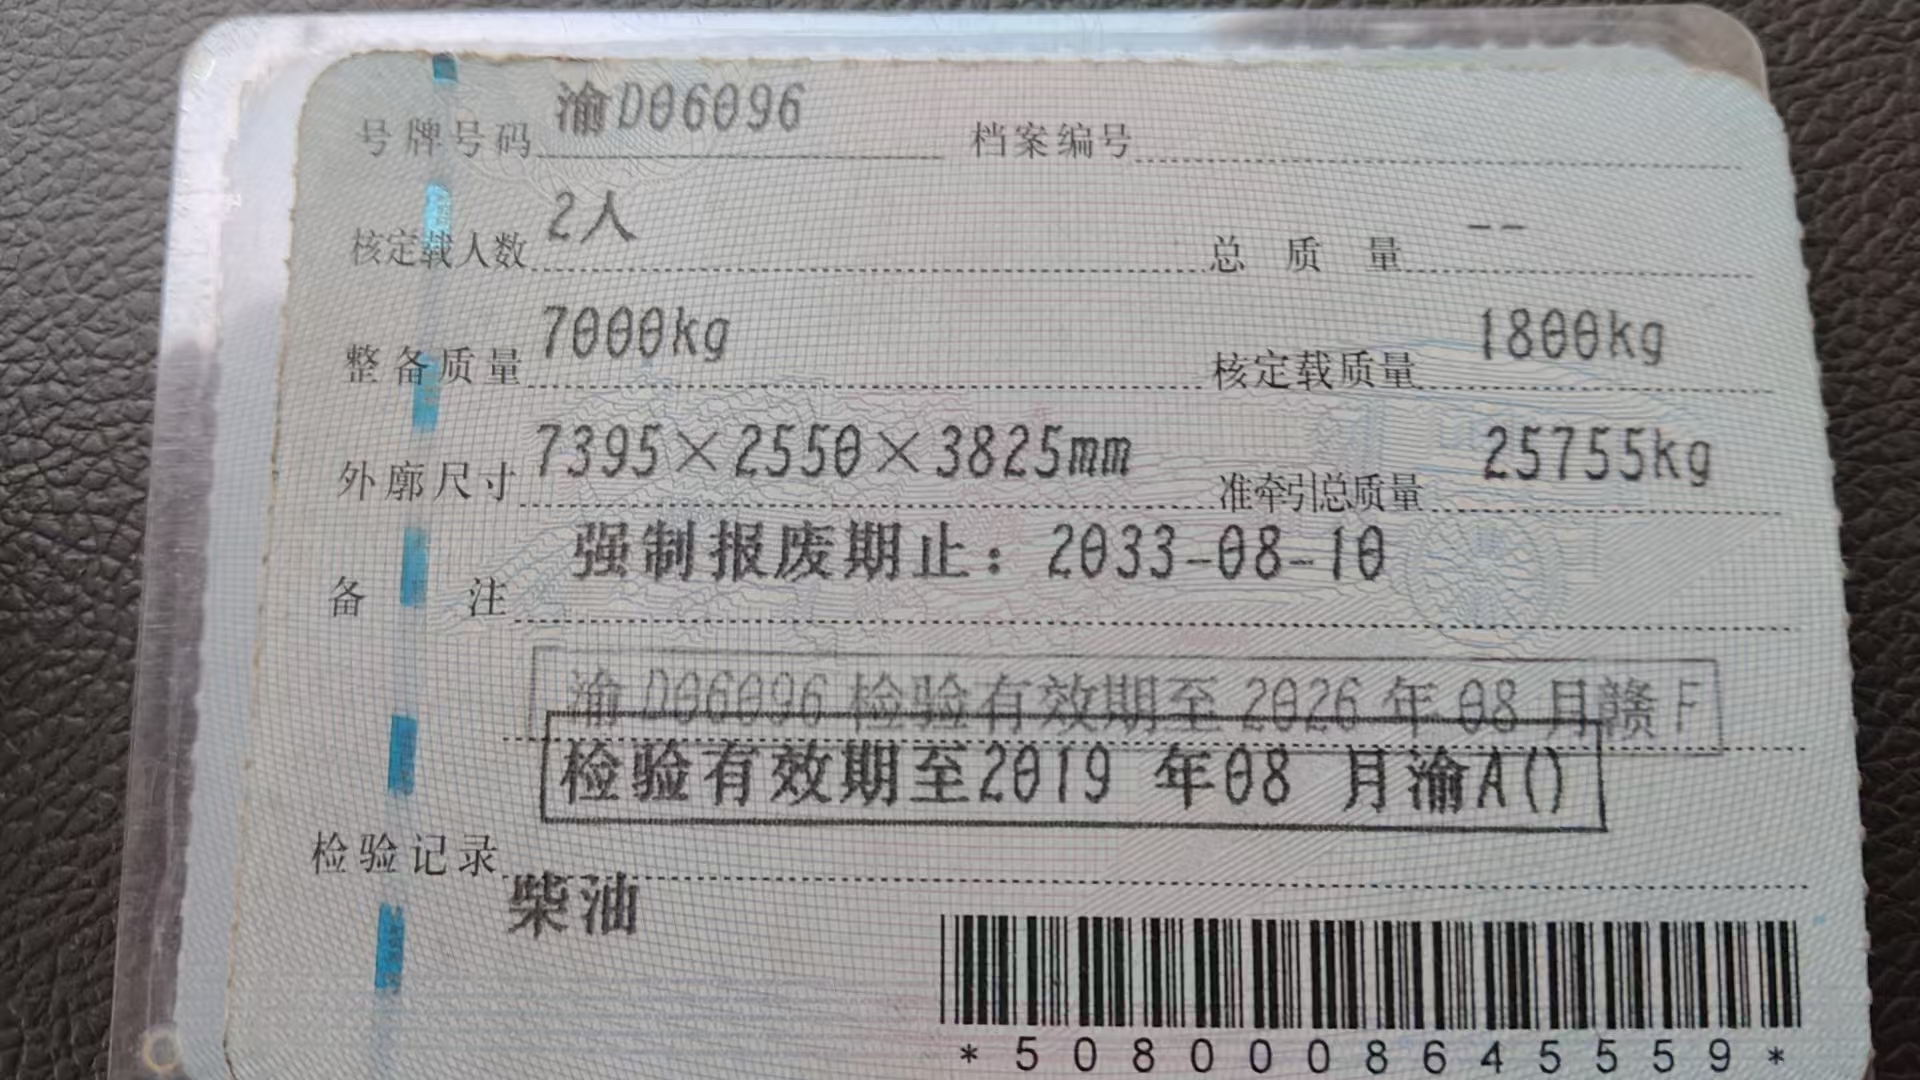 号牌号码 渝D06096 档案编号
核定载人数 2人 总质量 --
整备质量 7000kg 核定载质量 1800kg
外廓尺寸 7395×2550×3825mm 准牵引总质量 25755kg
备注 强制报废期止：2033-08-10
渝D06096 检验有效期至2026年08月赣F
检验有效期至2019 年08 月渝A()
检验记录
柴油
*5080008645559*